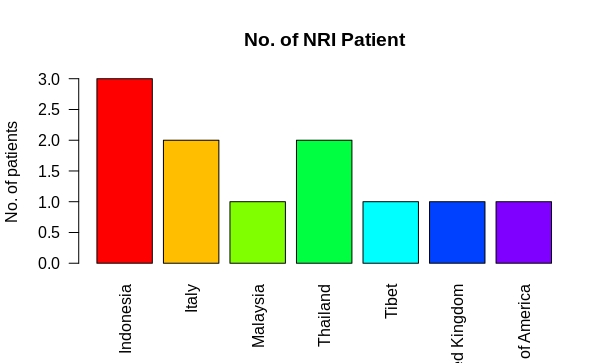 No. of NRI Patient
No. of patients
3.0
2.5
2.0
1.5
1.0
0.5
0.0
Indonesia
Italy
Malaysia
Thailand
Tibet
d Kingdom
of America